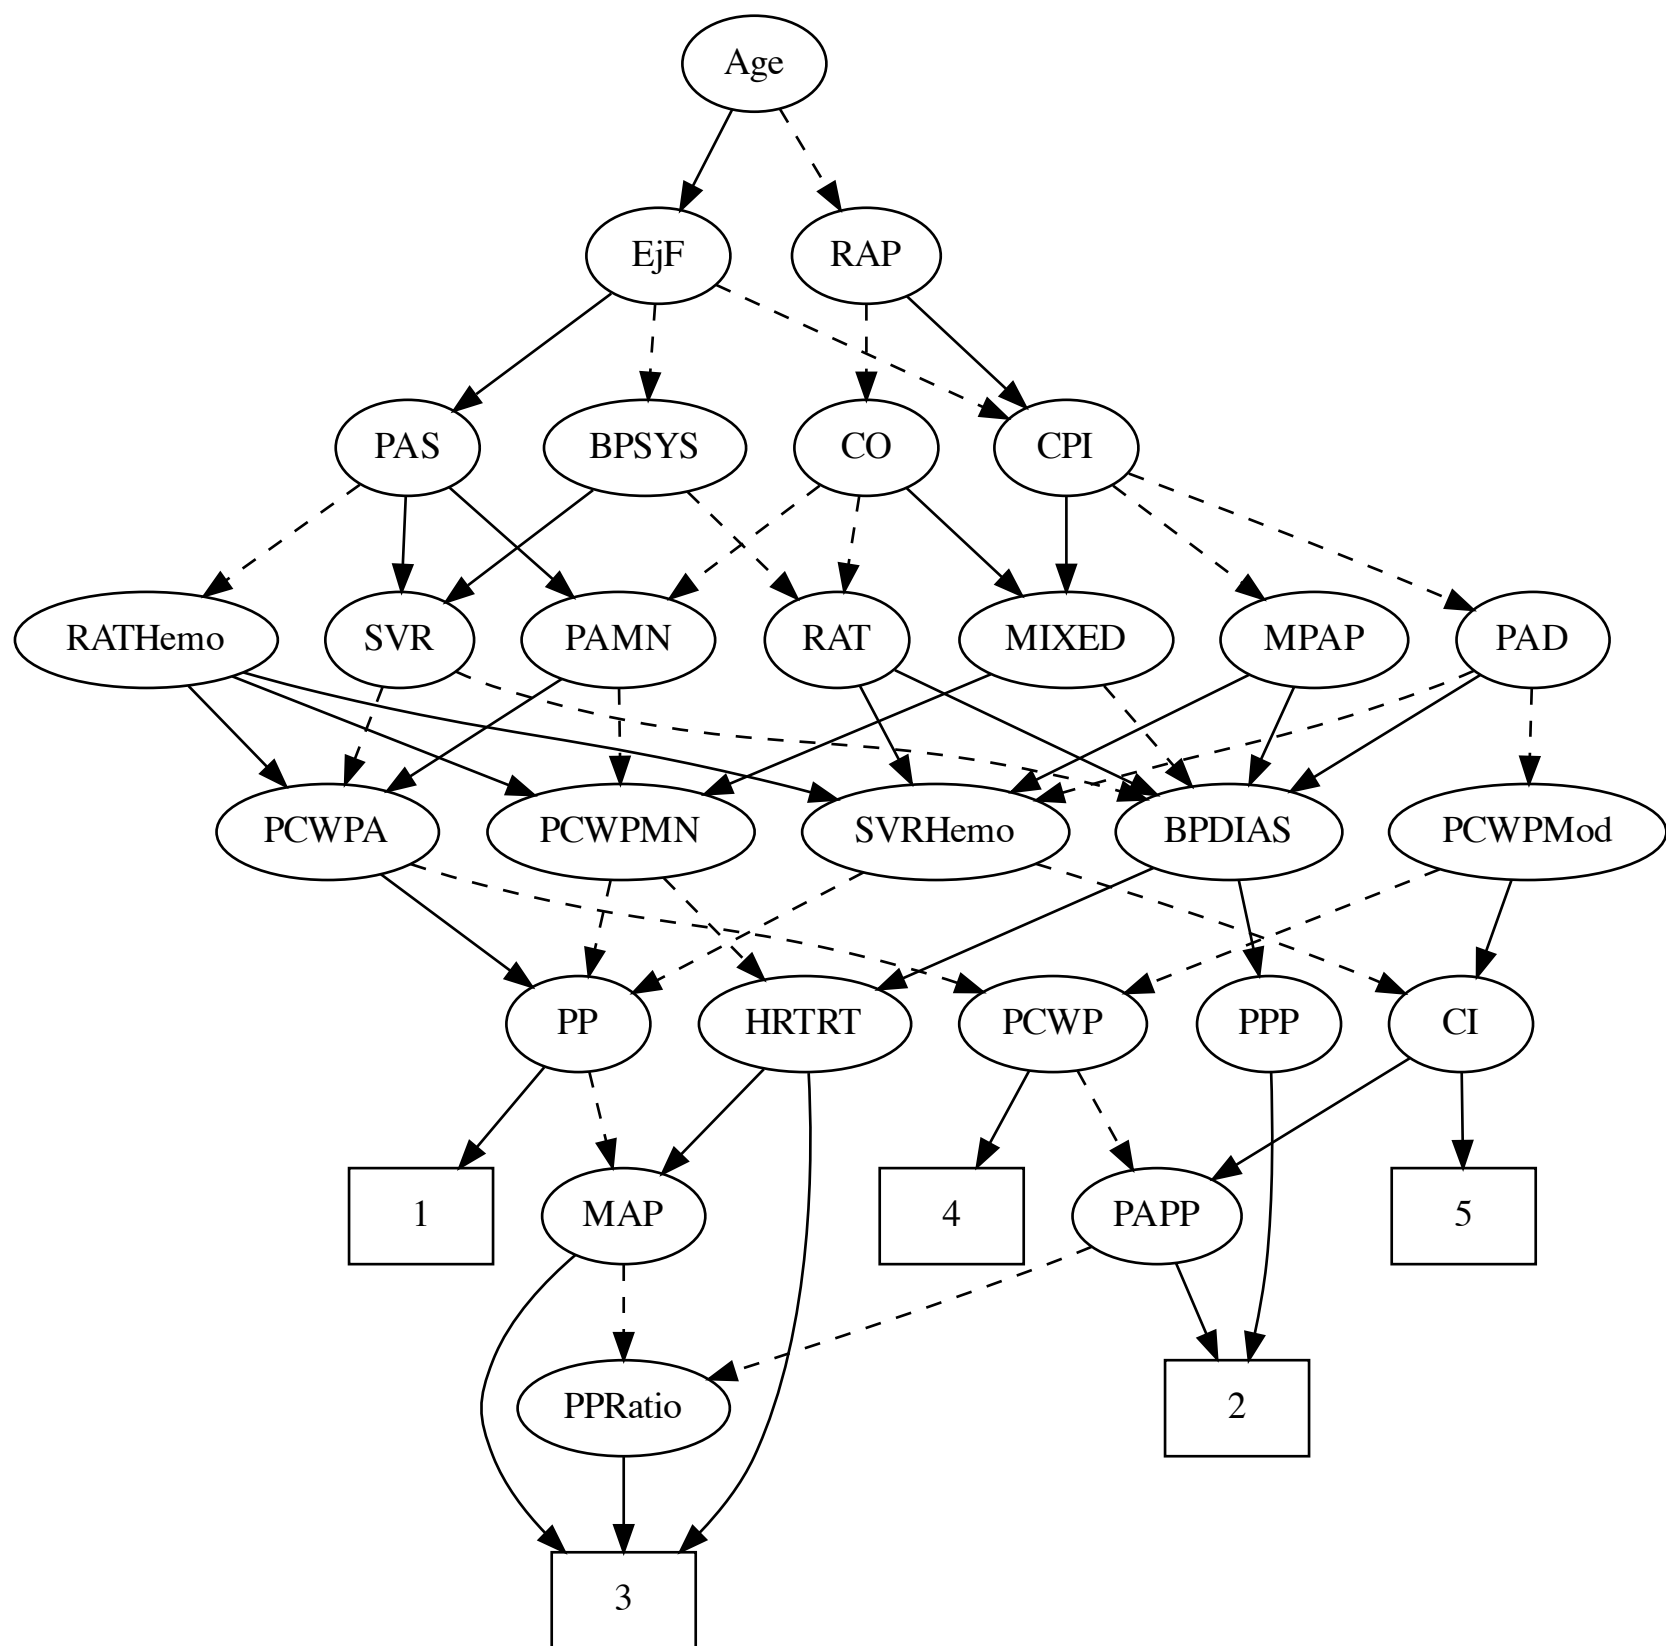 Age
EjF
RAP
PAS
BPSYS
CO
CPI
RATHemo
SVR
PAMN
RAT
MIXED
MPAP
PAD
PCWPA
PCWPMN
SVRHemo
BPDIAS
PCWPMod
PP
HRTRT
PCWP
PPP
CI
1
MAP
4
PAPP
5
PPRatio
2
3